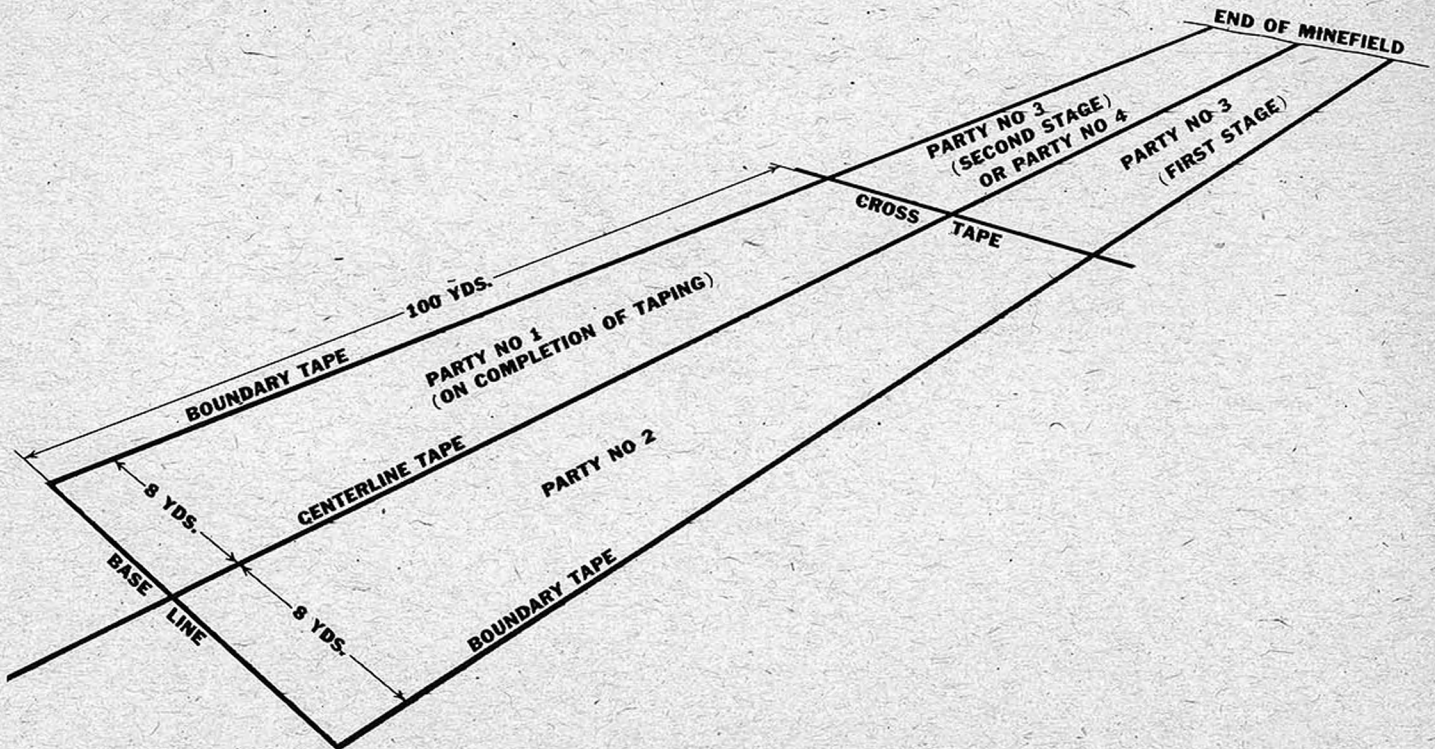 END OF MINEFIELD
PARTY NO 3
(SECOND STAGE)
OR PARTY NO 4
PARTY NO 3
(FIRST STAGE)
CROSS TAPE
100 YDS.
BOUNDARY TAPE
PARTY NO 1
(ON COMPLETION OF TAPING)
CENTERLINE TAPE
PARTY NO 2
8 YDS.
BASE LINE
8 YDS.
BOUNDARY TAPE